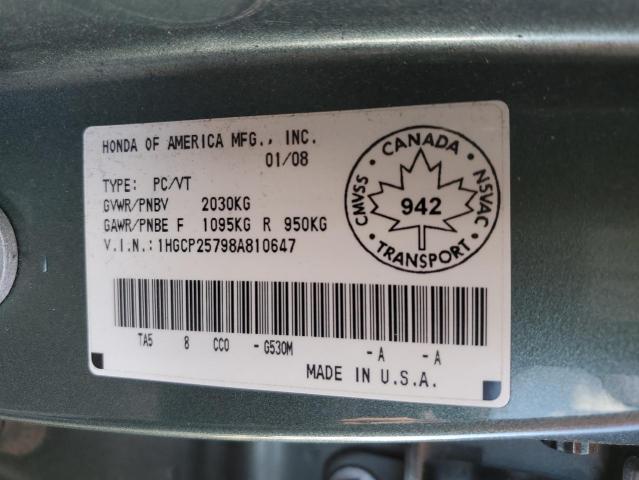 HONDA OF AMERICA MFG., INC.
01/08
TYPE: PC/VT
GVWR/PNBV 2030KG
GAWR/PNBE F 1095KG R 950KG
V.I.N.: 1HGCP25798A810647
CANADA
CMVSS 942 NSVAC
TRANSPORT
TA5 8 CC0 -G530M -A -A
MADE IN U.S.A.